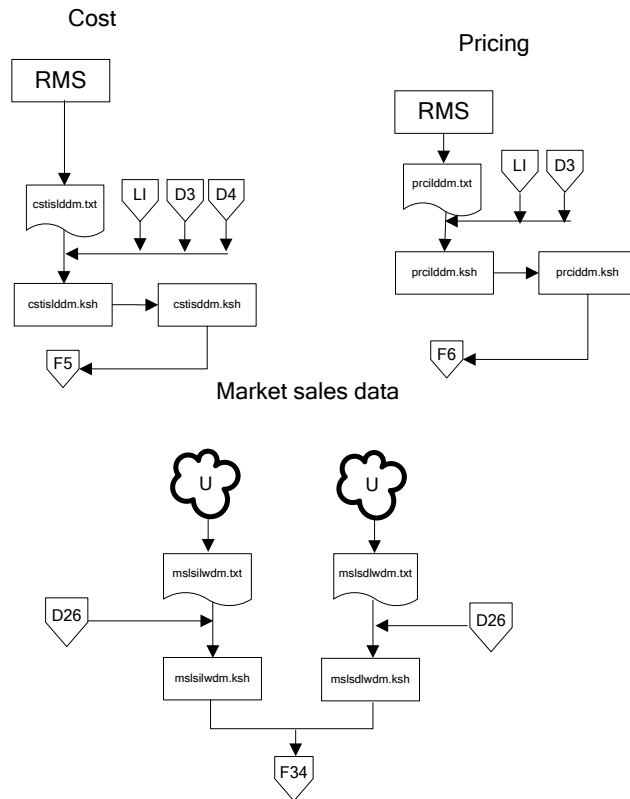 Cost
RMS
cstislddm.txt
LI
D3
D4
cstislddm.ksh
cstisddm.ksh
F5
Pricing
RMS
prcilddm.txt
LI
D3
prcilddm.ksh
prciddm.ksh
F6
Market sales data
U
U
mslsilwdm.txt
mslsdlwdm.txt
D26
D26
mslsilwdm.ksh
mslsdlwdm.ksh
F34